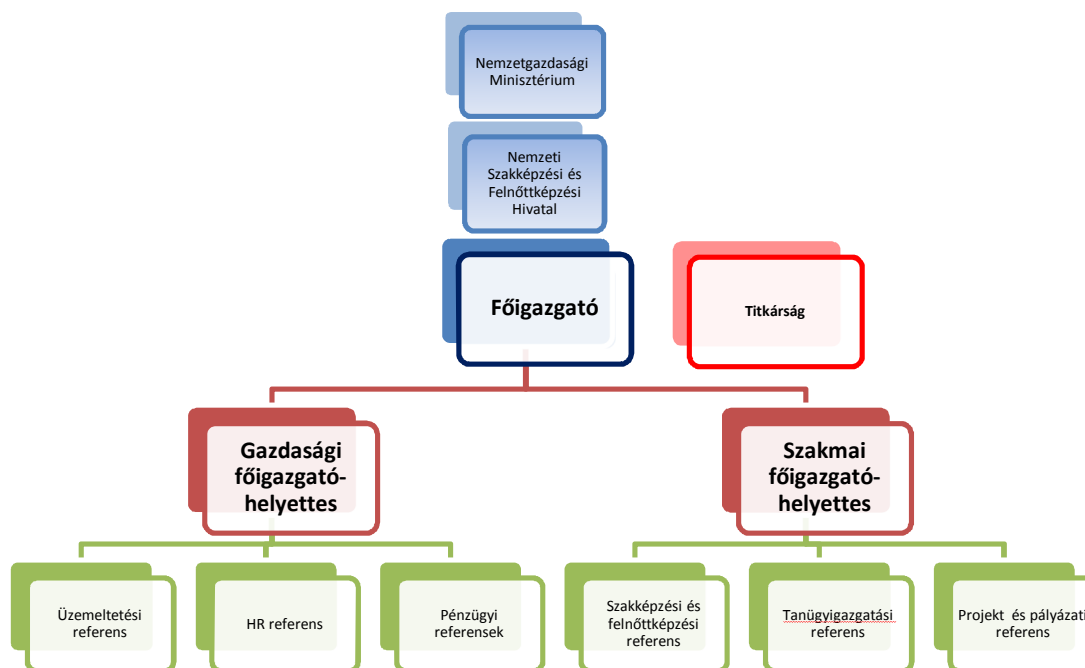 Nemzetgazdasági
Minisztérium
Nemzeti
Szakképzési és
Felnőttképzési
Hivatal
Főigazgató
Titkárság
Gazdasági
főigazgató-
helyettes
Szakmai
főigazgató-
helyettes
Üzemeltetési
referens
HR referens
Pénzügyi
referensek
Szakképzési és
felnőttképzési
referens
Tanügyigazgatási
referens
Projekt és pályázati
referens